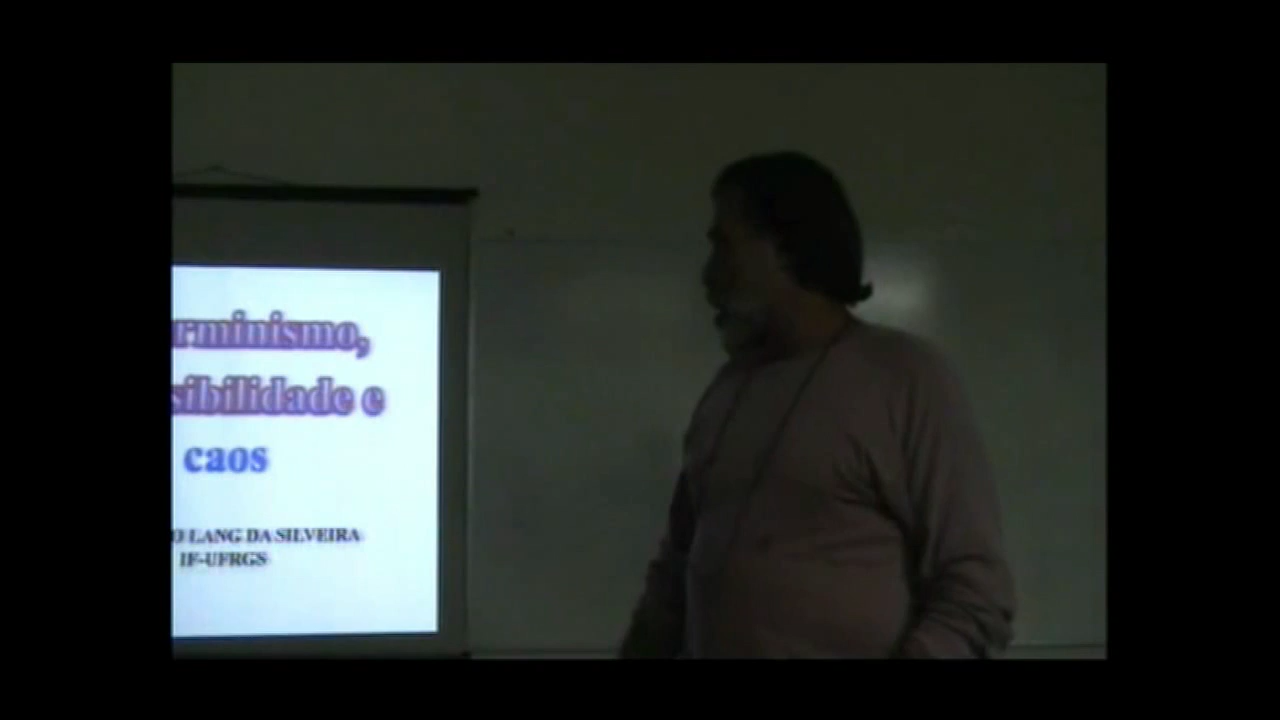 rminismo,
sibilidade e
caos
O LANG DA SILVEIRA
IF-UFRGS